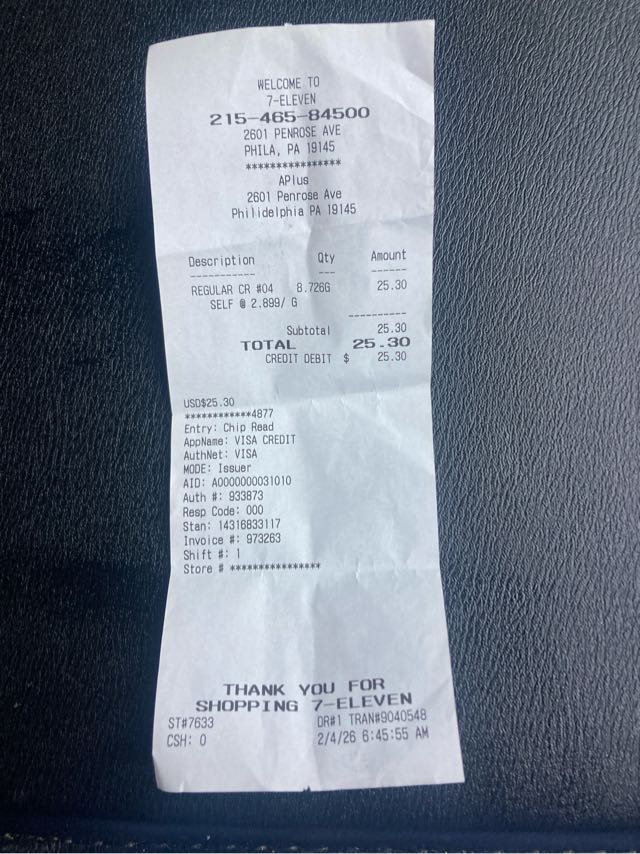 WELCOME TO
7-ELEVEN
215-465-84500
2601 PENROSE AVE
PHILA, PA 19145
****************
APlus
2601 Penrose Ave
Philidelphia PA 19145
Description Qty Amount
----------- --- ------
REGULAR CR #04 8.726G 25.30
SELF @ 2.899/ G
----------
Subtotal 25.30
TOTAL 25.30
CREDIT DEBIT $ 25.30
USD$25.30
************4877
Entry: Chip Read
AppName: VISA CREDIT
AuthNet: VISA
MODE: Issuer
AID: A0000000031010
Auth #: 933873
Resp Code: 000
Stan: 14316833117
Invoice #: 973263
Shift #: 1
Store # ****************
THANK YOU FOR
SHOPPING 7-ELEVEN
ST#7633 DR#1 TRAN#9040548
CSH: 0 2/4/26 6:45:55 AM